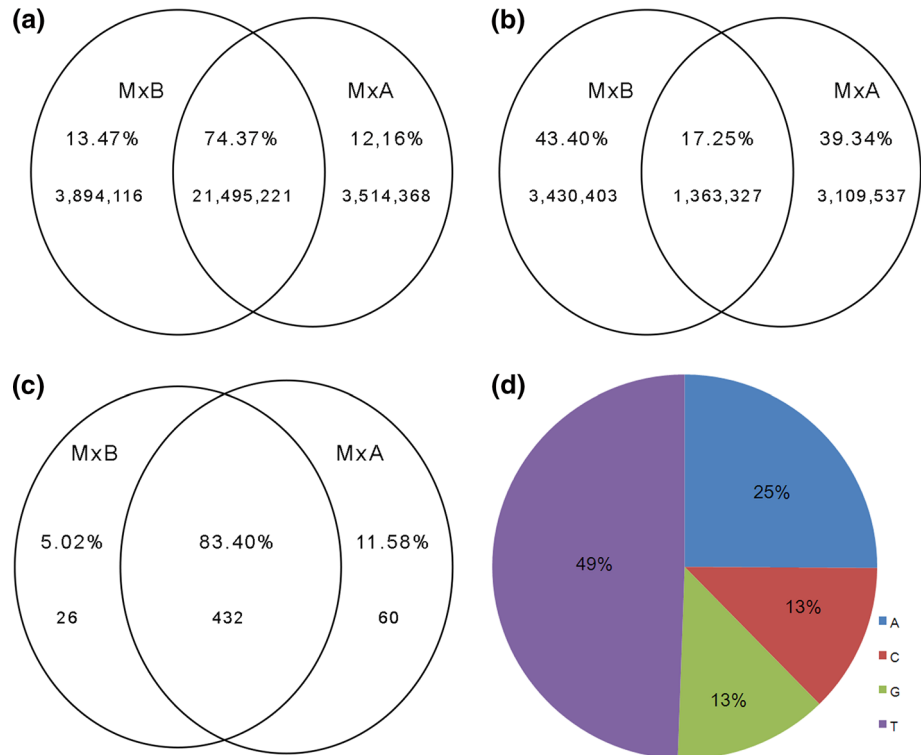 (a)
MxB
MxA
13.47%
74.37%
12,16%
3,894,116
21,495,221
3,514,368
(b)
MxB
MxA
43.40%
17.25%
39.34%
3,430,403
1,363,327
3,109,537
(c)
MxB
MxA
5.02%
83.40%
11.58%
26
432
60
(d)
25%
49%
13%
13%
A
C
G
T